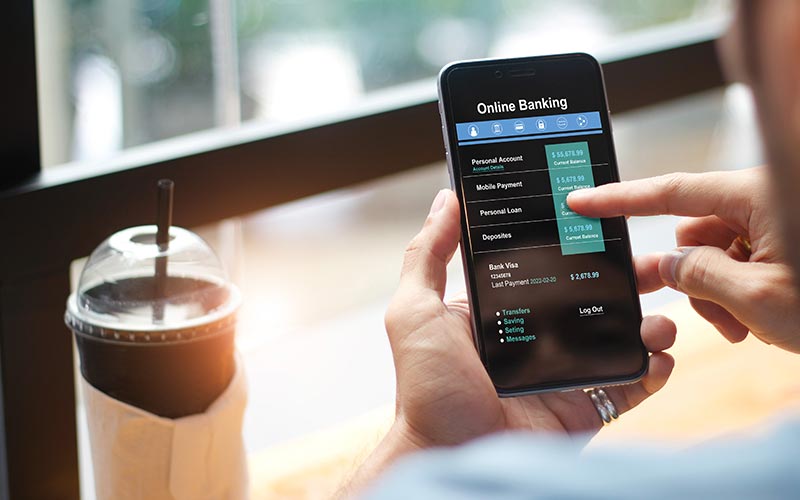 Online Banking
Personal Account $ 55,678.99
Account Details Current Balance
Mobile Payment $ 5,678.99
Current Balance
Personal Loan $
Current Balance
Deposites $ 5,678.99
Current Balance
Bank Visa
12345678 $ 2,678.99
Last Payment 2022-02-20
Transfers Log Out
Saving
Seting
Messages